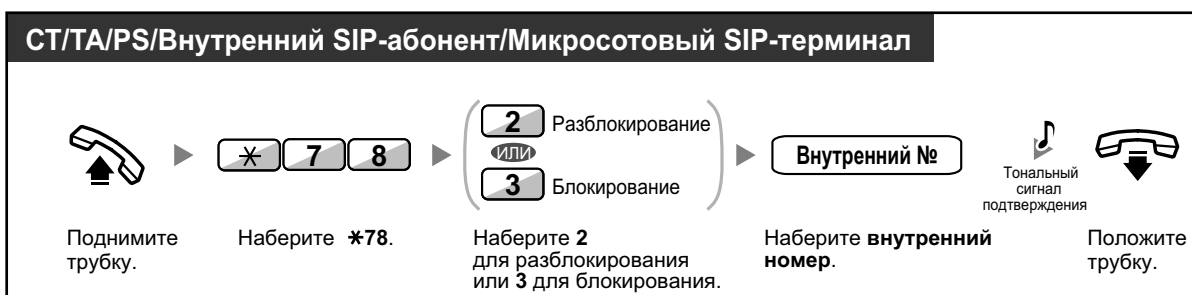 СТ/ТА/PS/Внутренний SIP-абонент/Микросотовый SIP-терминал
2 Разблокирование
✳ 7 8
ИЛИ
Внутренний №
3 Блокирование
Тональный
сигнал
подтверждения
Поднимите
трубку.
Наберите ✳78.
Наберите 2
для разблокирования
или 3 для блокирования.
Наберите внутренний
номер.
Положите
трубку.